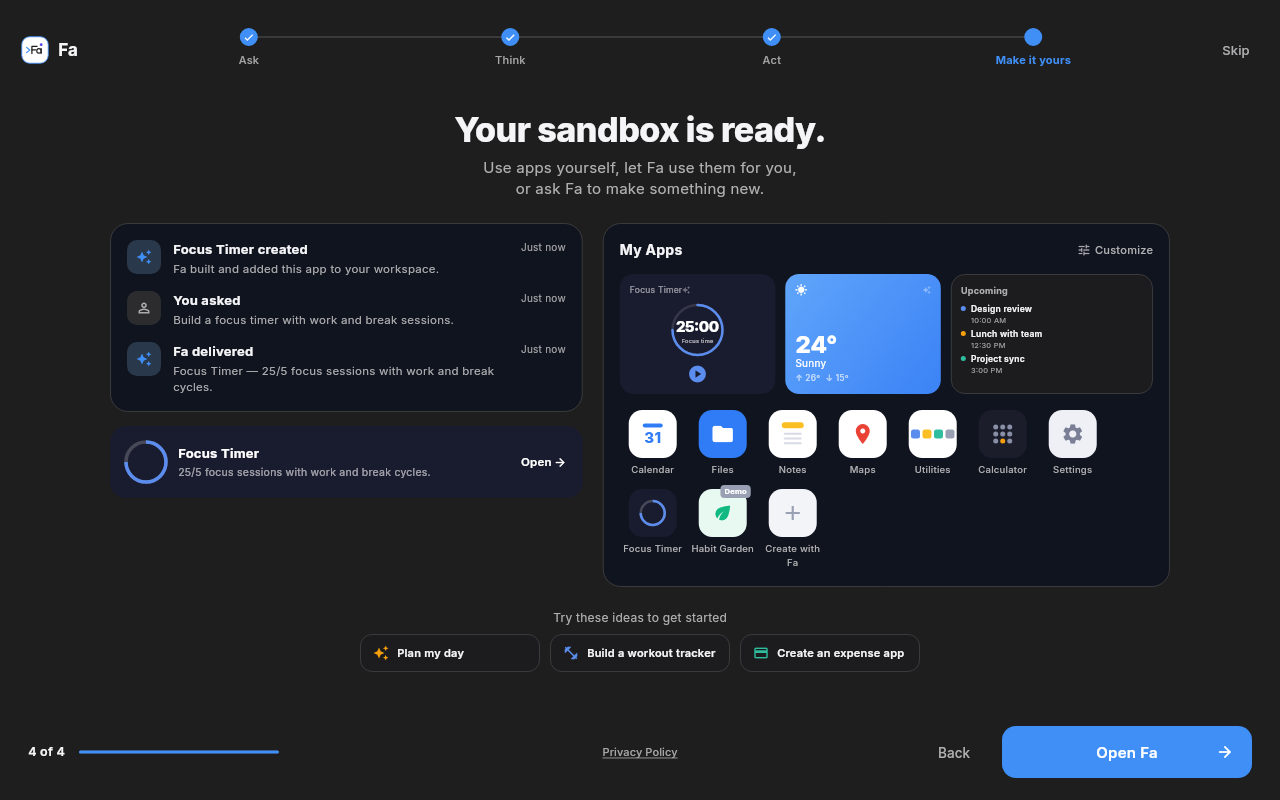 >Fa
Fa
Ask
Think
Act
Make it yours
Skip
Your sandbox is ready.
Use apps yourself, let Fa use them for you,
or ask Fa to make something new.
Focus Timer created
Just now
Fa built and added this app to your workspace.
You asked
Just now
Build a focus timer with work and break sessions.
Fa delivered
Just now
Focus Timer — 25/5 focus sessions with work and break
cycles.
Focus Timer
25/5 focus sessions with work and break cycles.
Open →
My Apps
Customize
Focus Timer
25:00
Focus time
24°
Sunny
↑ 26° ↓ 15°
Upcoming
Design review
10:00 AM
Lunch with team
12:30 PM
Project sync
3:00 PM
31
Calendar
Files
Notes
Maps
Utilities
Calculator
Settings
Focus Timer
Demo
Habit Garden
Create with
Fa
Try these ideas to get started
Plan my day
Build a workout tracker
Create an expense app
4 of 4
Privacy Policy
Back
Open Fa →